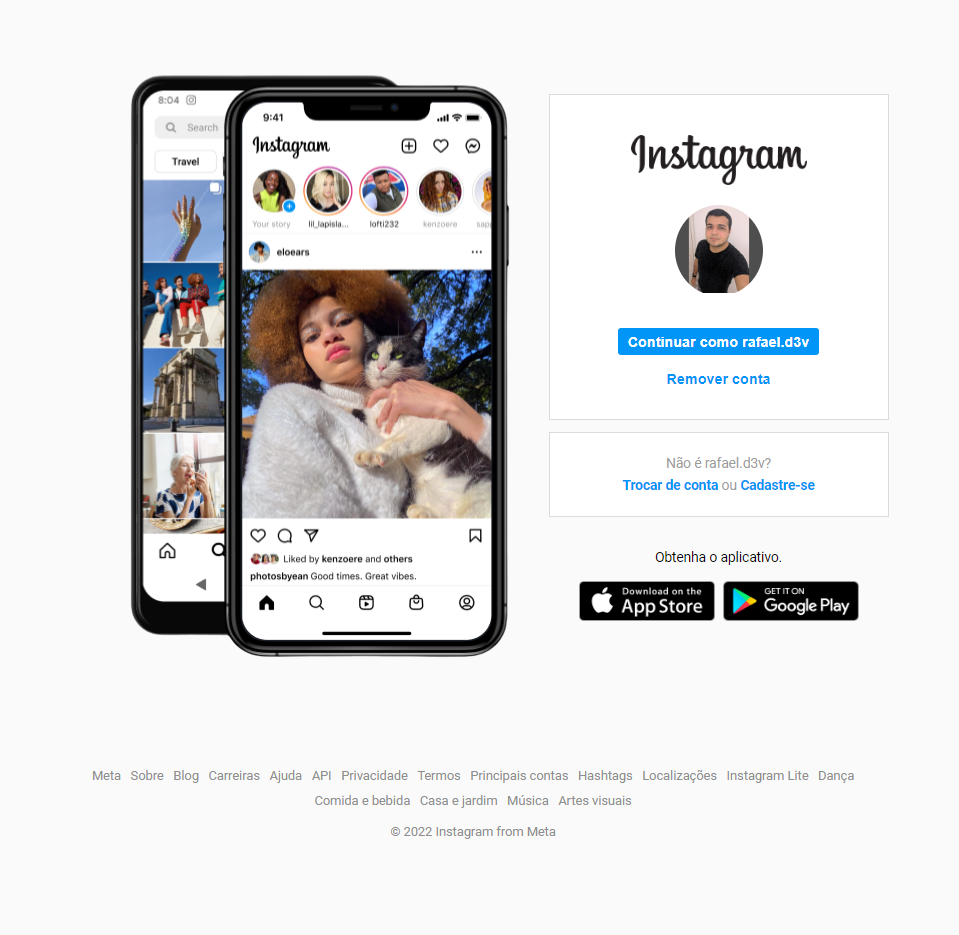 8:04
Search
Travel
9:41
Instagram
Your story
lil_lapisla...
lofti232
kenzoere
eloears
Liked by kenzoere and others
photosbyean Good times. Great vibes.
Instagram
Continuar como rafael.d3v
Remover conta
Não é rafael.d3v?
Trocar de conta ou Cadastre-se
Obtenha o aplicativo.
Download on the
App Store
GET IT ON
Google Play
Meta Sobre Blog Carreiras Ajuda API Privacidade Termos Principais contas Hashtags Localizações Instagram Lite Dança
Comida e bebida Casa e jardim Música Artes visuais
© 2022 Instagram from Meta